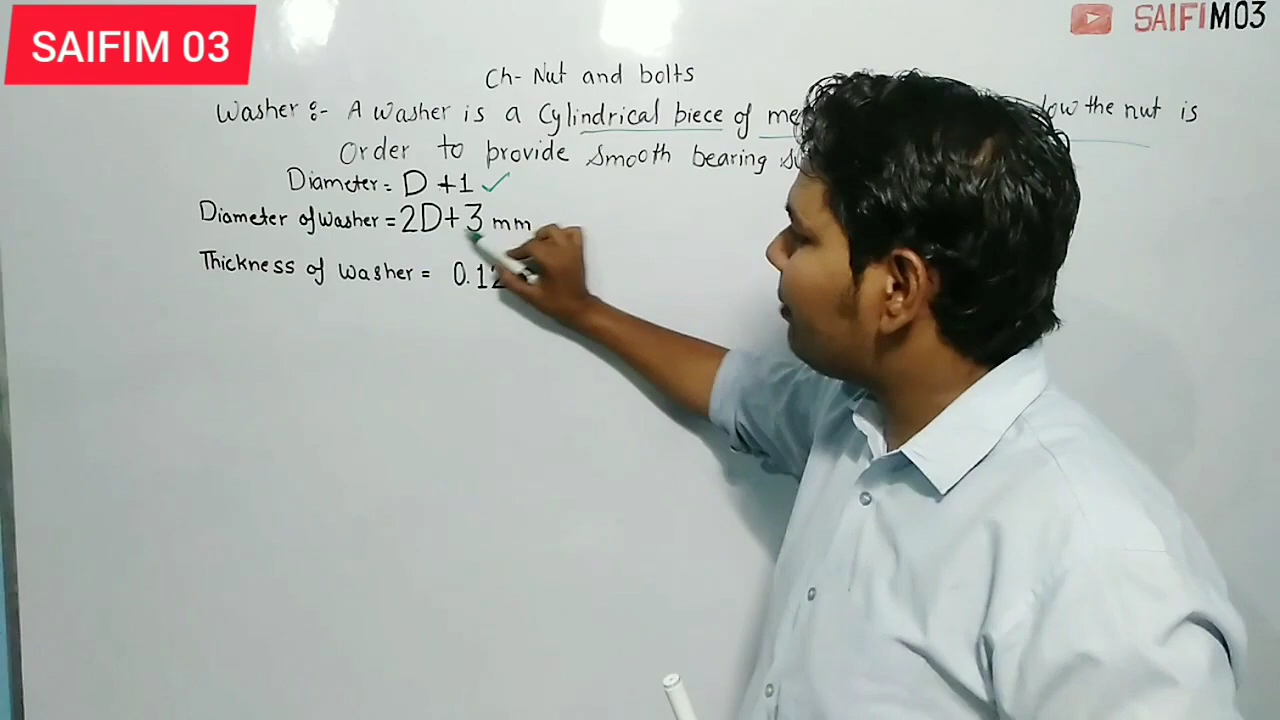 SAIFIM 03
SAIFIM03
Ch- Nut and bolts
Washer :- A washer is a Cylindrical biece of me low the nut is
Order to provide Smooth bearing
Diameter = D +1 ✓
Diameter of washer = 2D+3 mm
Thickness of washer = 0.12